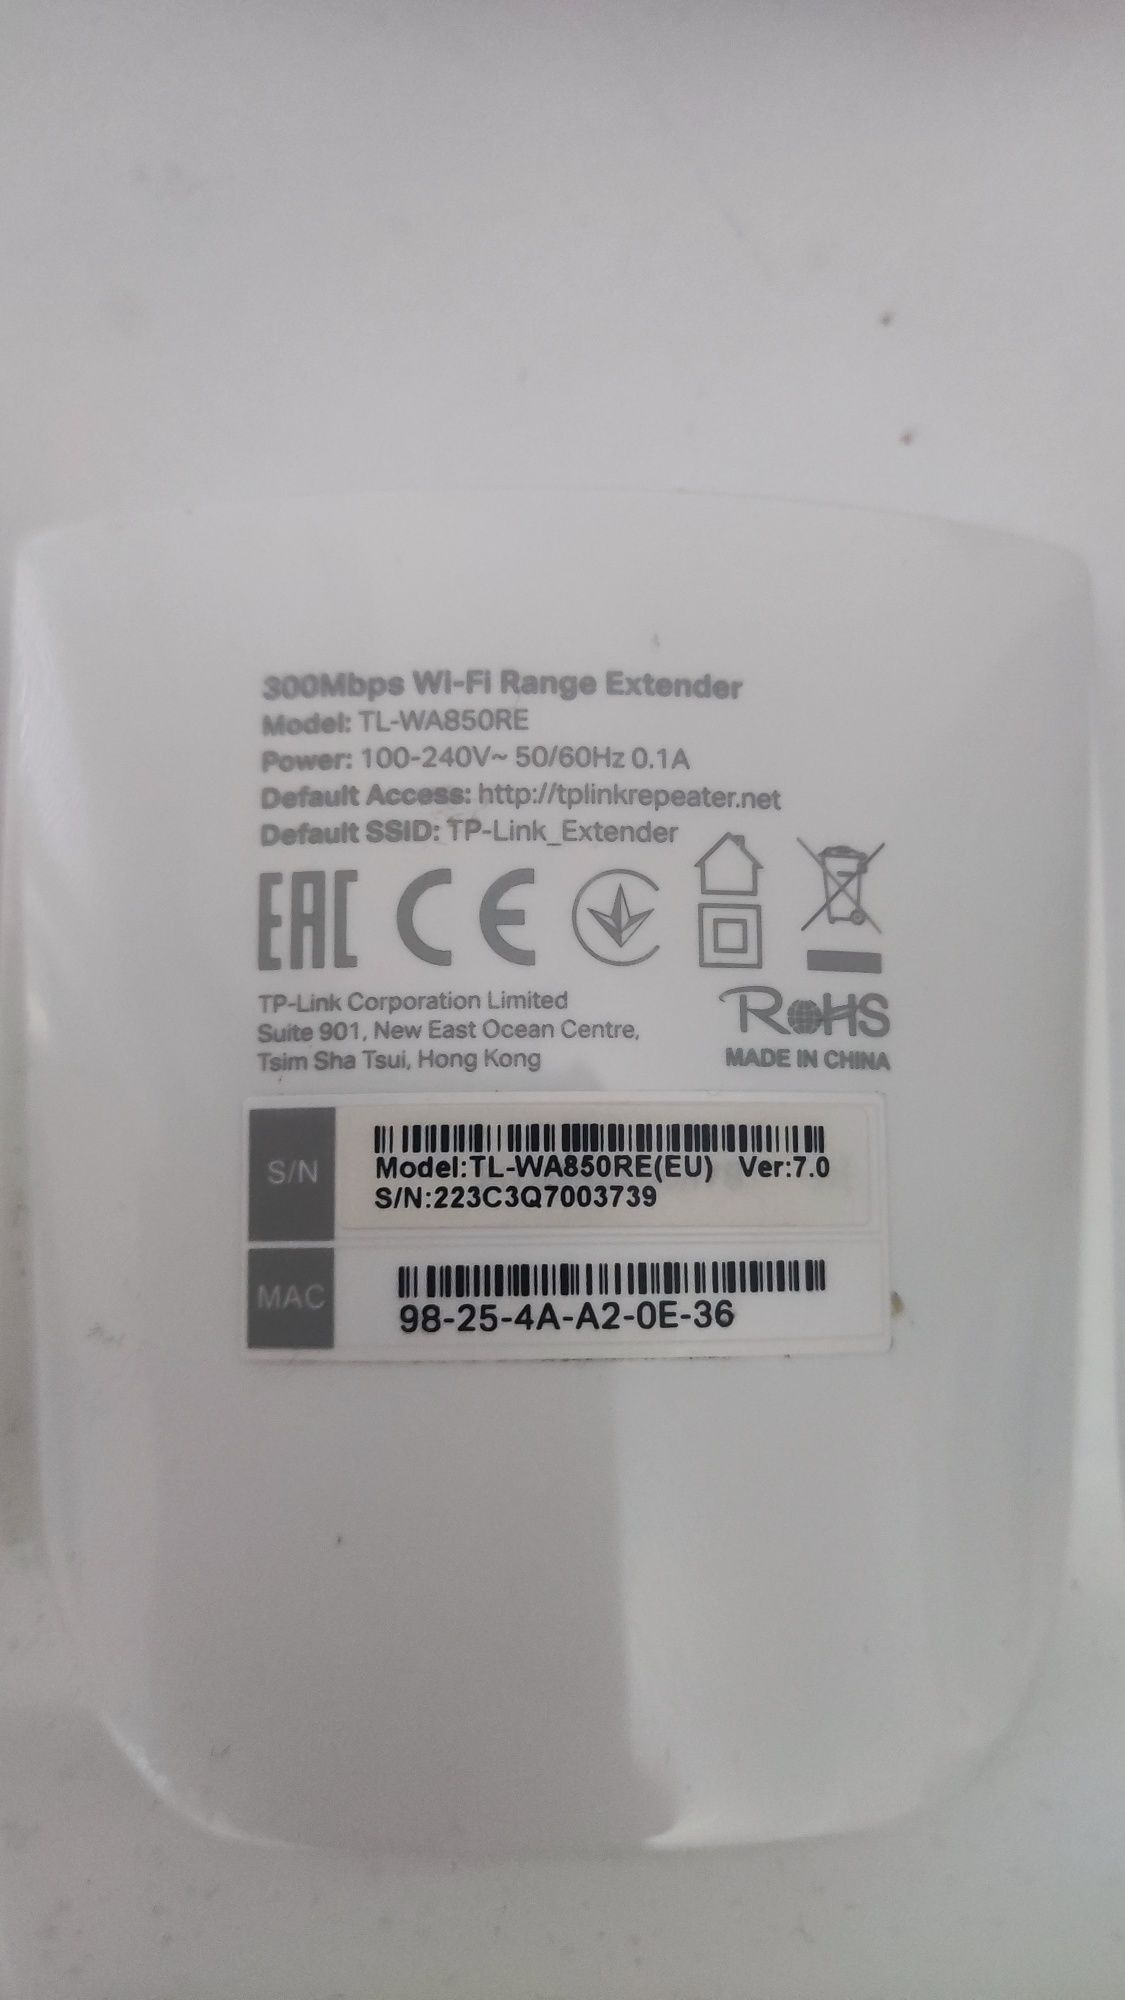 300Mbps Wi-Fi Range Extender
Model: TL-WA850RE
Power: 100-240V~ 50/60Hz 0.1A
Default Access: http://tplinkrepeater.net
Default SSID: TP-Link_Extender
EAC CE
TP-Link Corporation Limited
Suite 901, New East Ocean Centre,
Tsim Sha Tsui, Hong Kong
RoHS
MADE IN CHINA
S/N
Model:TL-WA850RE(EU) Ver:7.0
S/N:223C3Q7003739
MAC
98-25-4A-A2-0E-36